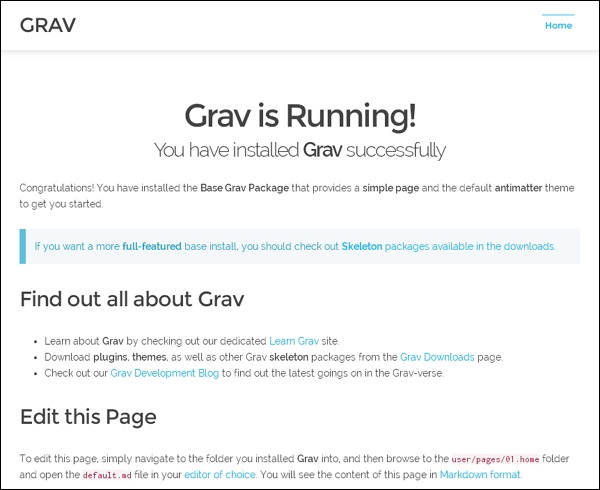 GRAV
Home
Grav is Running!
You have installed Grav successfully
Congratulations! You have installed the Base Grav Package that provides a simple page and the default antimatter theme
to get you started.
If you want a more full-featured base install, you should check out Skeleton packages available in the downloads.
Find out all about Grav
• Learn about Grav by checking out our dedicated Learn Grav site.
• Download plugins, themes, as well as other Grav skeleton packages from the Grav Downloads page.
• Check out our Grav Development Blog to find out the latest goings on in the Grav-verse.
Edit this Page
To edit this page, simply navigate to the folder you installed Grav into, and then browse to the user/pages/01.home folder
and open the default.md file in your editor of choice. You will see the content of this page in Markdown format.